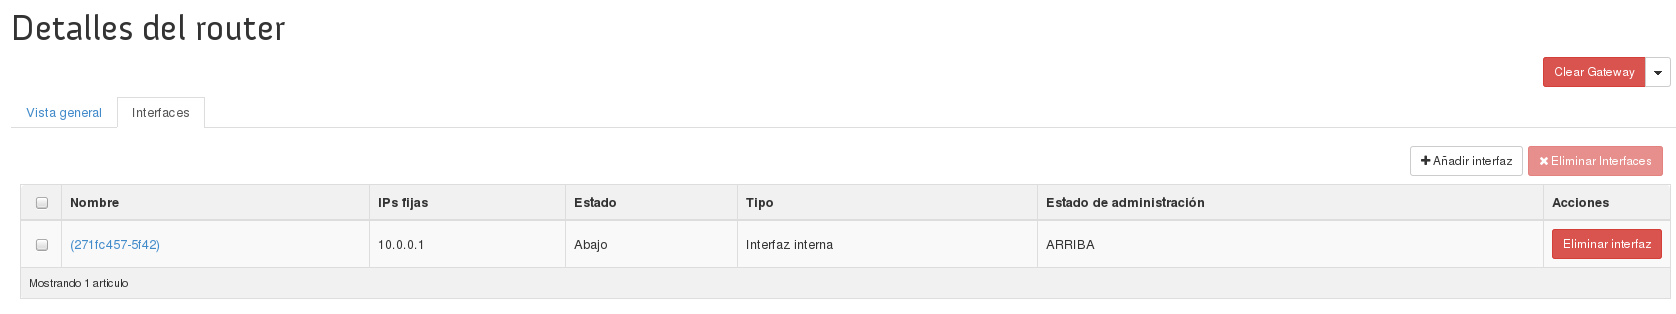 Detalles del router
Clear Gateway
Vista general
Interfaces
Añadir interfaz
Eliminar Interfaces
Nombre IPs fijas Estado Tipo Estado de administración Acciones
(271fc457-5f42) 10.0.0.1 Abajo Interfaz interna ARRIBA Eliminar interfaz
Mostrando 1 artículo